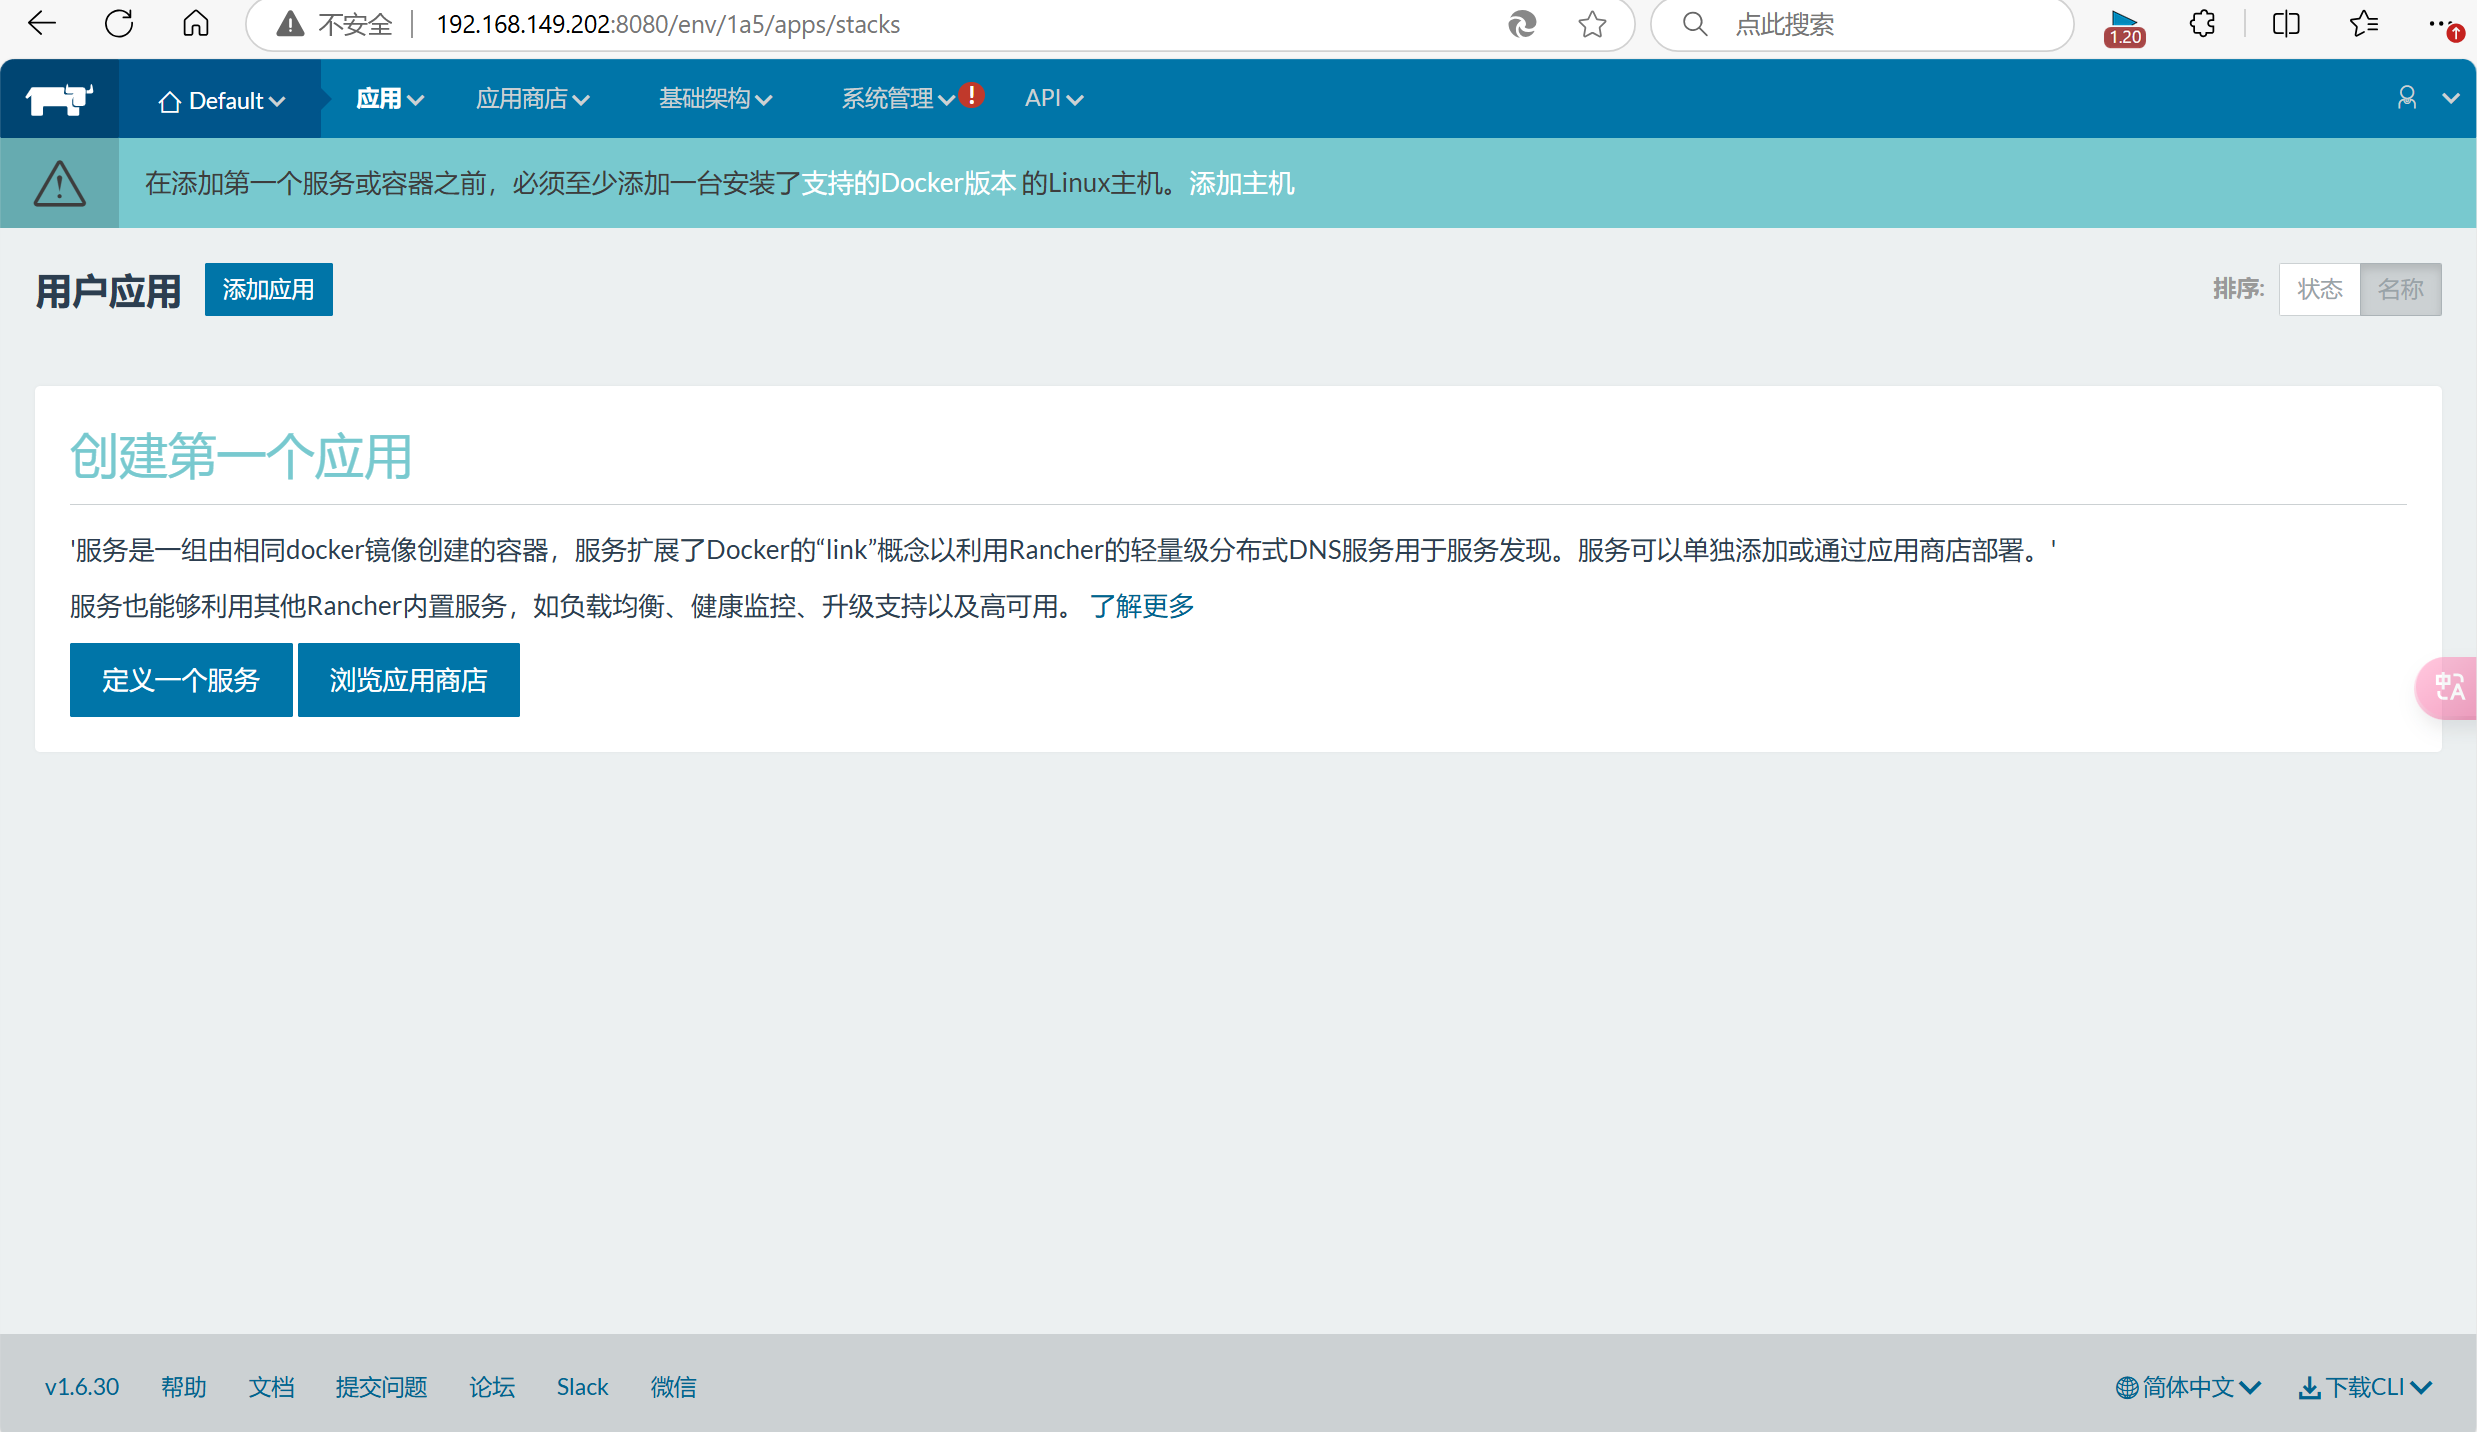 不安全 192.168.149.202:8080/env/1a5/apps/stacks 点此搜索 1.20
Default 应用 应用商店 基础架构 系统管理 ! API
在添加第一个服务或容器之前，必须至少添加一台安装了支持的Docker版本 的Linux主机。添加主机
用户应用 添加应用 排序: 状态 名称
创建第一个应用
'服务是一组由相同docker镜像创建的容器，服务扩展了Docker的“link”概念以利用Rancher的轻量级分布式DNS服务用于服务发现。服务可以单独添加或通过应用商店部署。'
服务也能够利用其他Rancher内置服务，如负载均衡、健康监控、升级支持以及高可用。 了解更多
定义一个服务 浏览应用商店
中A
v1.6.30 帮助 文档 提交问题 论坛 Slack 微信 简体中文 下载CLI